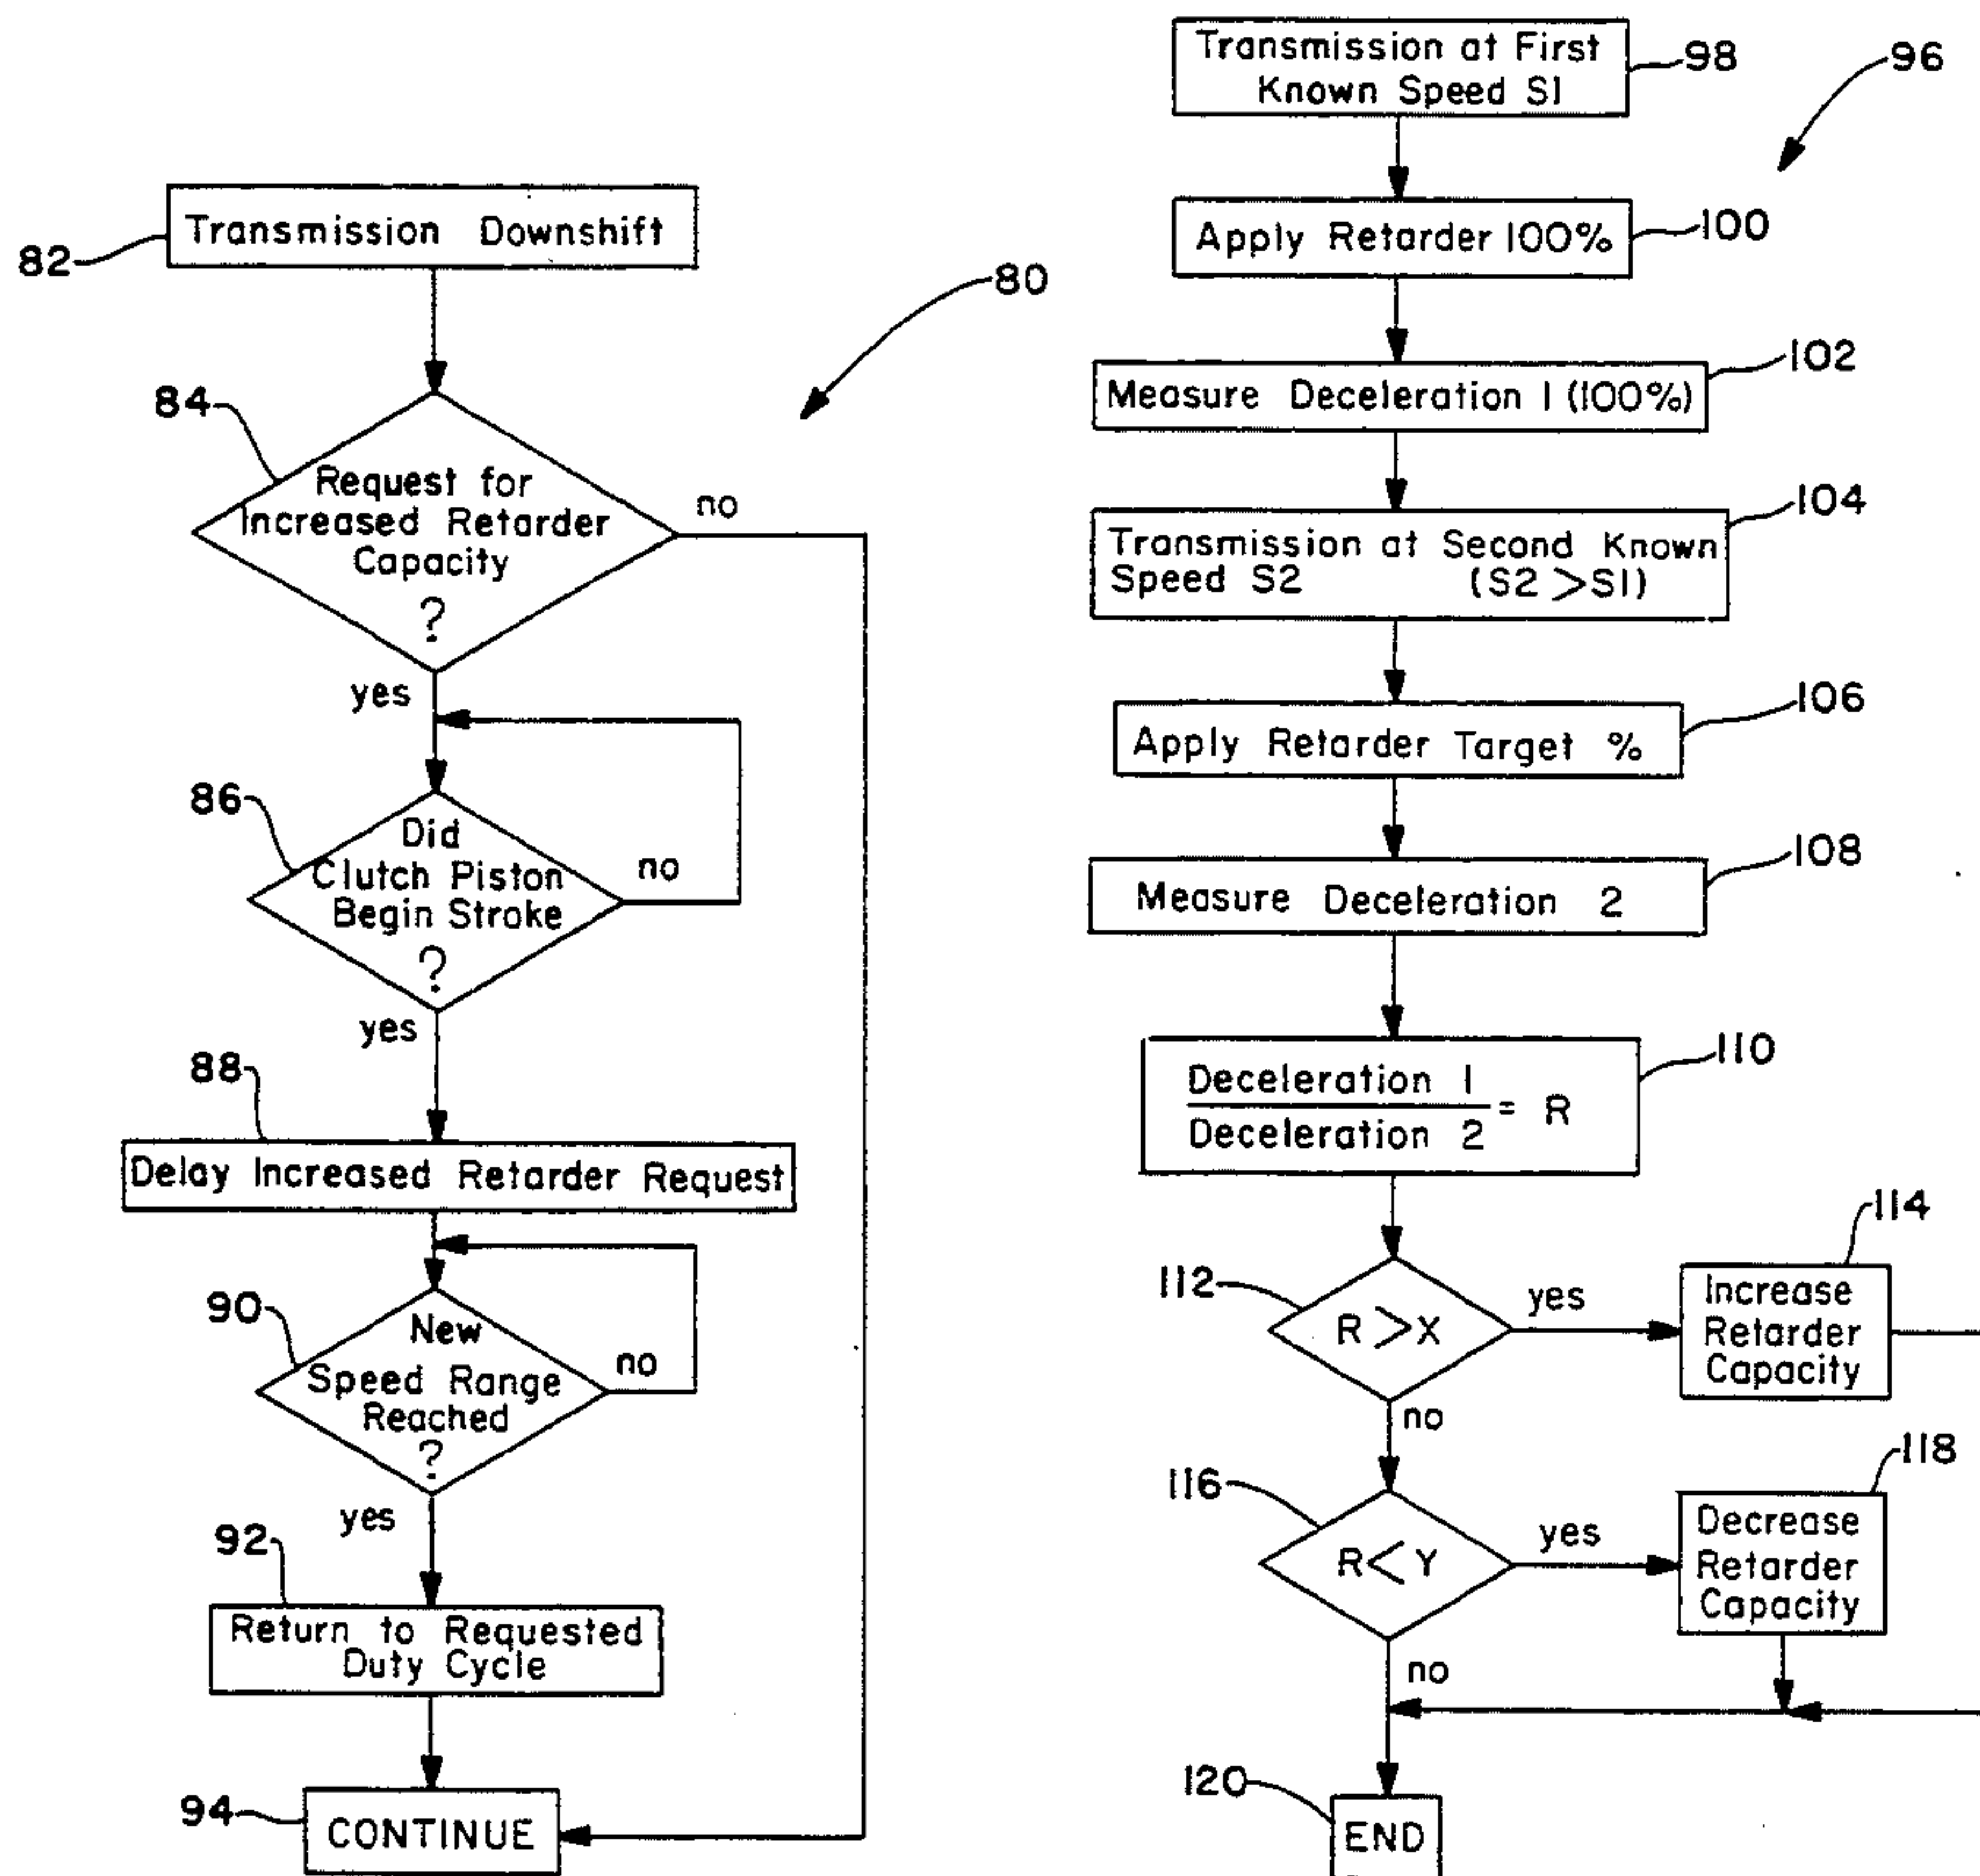 Transmission Downshift
82
80
84
Request for
Increased Retarder
Capacity
?
no
yes
86
Did
Clutch Piston
Begin Stroke
?
no
yes
88
Delay Increased Retarder Request
90
New
Speed Range
Reached
?
no
yes
92
Return to Requested
Duty Cycle
94
CONTINUE
Transmission at First
Known Speed S1
98
96
Apply Retarder 100%
100
102
Measure Deceleration 1 (100%)
104
Transmission at Second Known
Speed S2 (S2 >S1)
106
Apply Retarder Target %
108
Measure Deceleration 2
110
Deceleration 1
Deceleration 2
= R
112
R >X
yes
no
114
Increase
Retarder
Capacity
116
R< Y
yes
no
118
Decrease
Retarder
Capacity
120
END